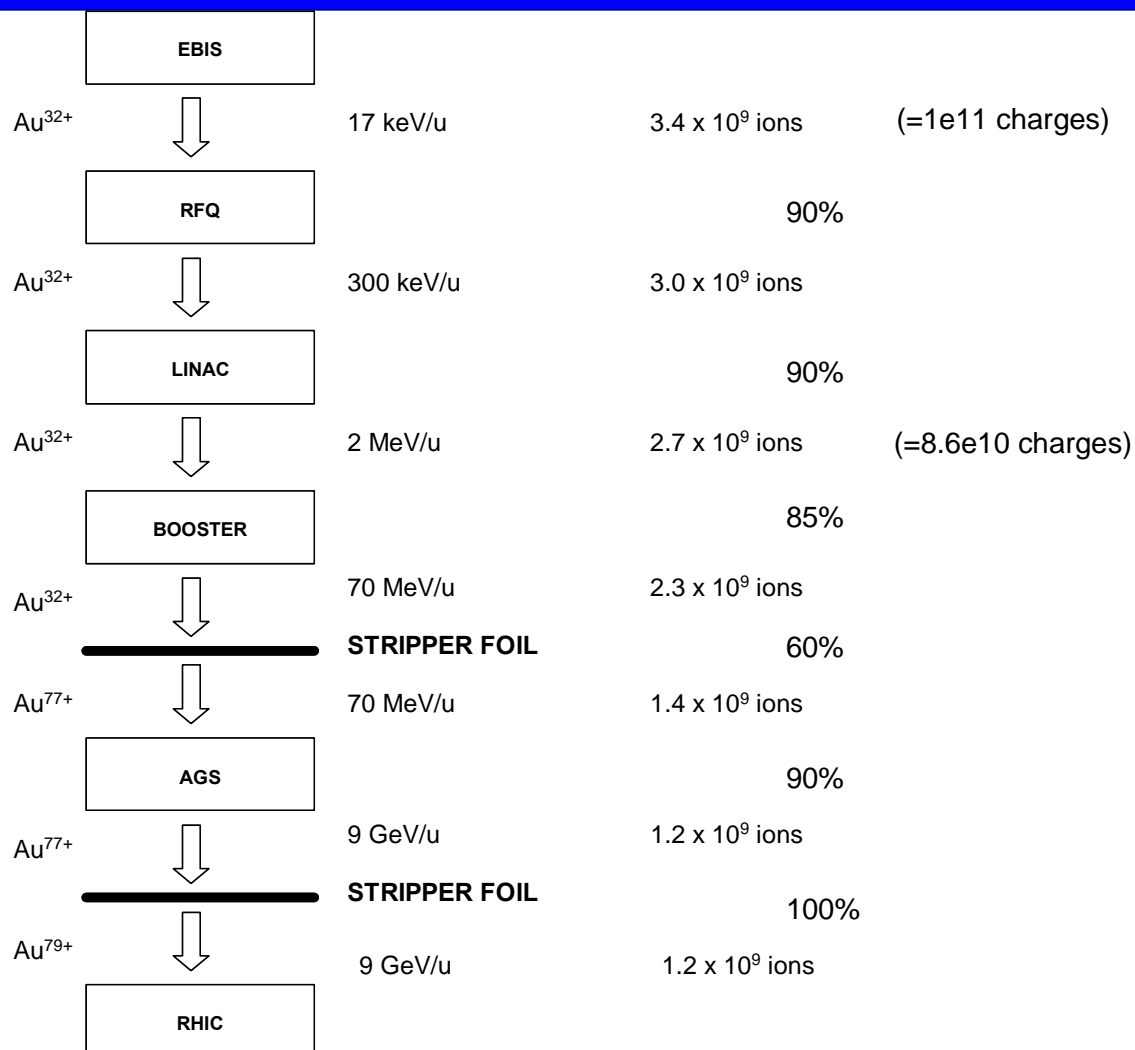 EBIS
Au³²⁺ 17 keV/u 3.4 x 10⁹ ions (=1e11 charges)
RFQ 90%
Au³²⁺ 300 keV/u 3.0 x 10⁹ ions
LINAC 90%
Au³²⁺ 2 MeV/u 2.7 x 10⁹ ions (=8.6e10 charges)
BOOSTER 85%
Au³²⁺ 70 MeV/u 2.3 x 10⁹ ions
STRIPPER FOIL 60%
Au⁷⁷⁺ 70 MeV/u 1.4 x 10⁹ ions
AGS 90%
Au⁷⁷⁺ 9 GeV/u 1.2 x 10⁹ ions
STRIPPER FOIL 100%
Au⁷⁹⁺ 9 GeV/u 1.2 x 10⁹ ions
RHIC